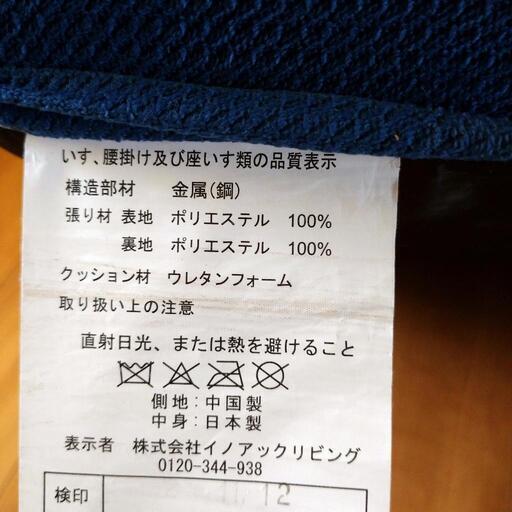 いす、腰掛け及び座いす類の品質表示
構造部材 金属(鋼)
張り材 表地 ポリエステル 100%
裏地 ポリエステル 100%
クッション材 ウレタンフォーム
取り扱い上の注意
直射日光、または熱を避けること
側地:中国製
中身:日本製
表示者 株式会社イノアックリビング
0120-344-938
検印 12